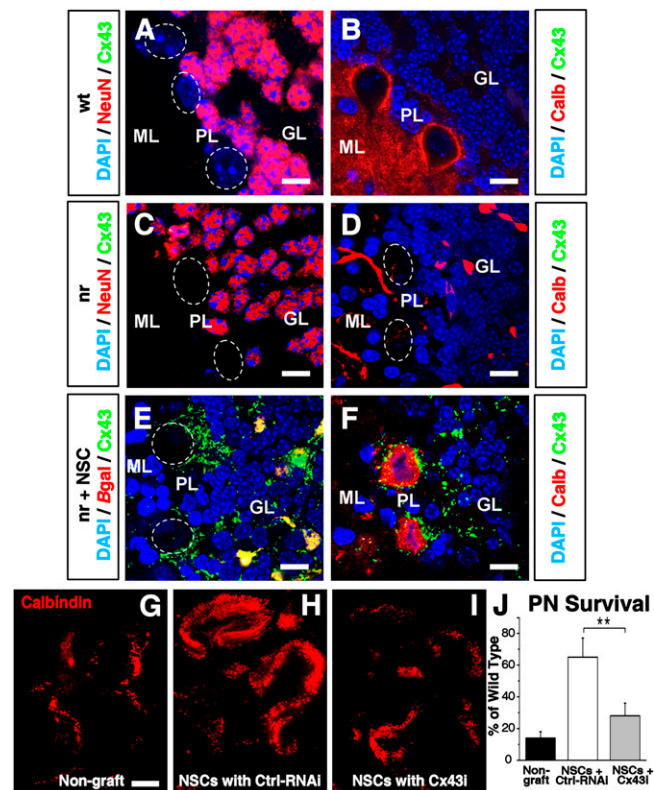 A
B
wt
DAPI / NeuN / Cx43
ML
PL
GL
ML
PL
GL
DAPI / Calb / Cx43
C
D
nr
DAPI / NeuN / Cx43
ML
PL
GL
ML
PL
GL
DAPI / Calb / Cx43
E
F
nr + NSC
DAPI / Bgal / Cx43
ML
PL
GL
ML
PL
GL
DAPI / Calb / Cx43
Calbindin
G
Non-graft
H
NSCs with Ctrl-RNAi
I
NSCs with Cx43i
J
PN Survival
% of Wild Type
80
60
40
20
**
Non-
graft
NSCs +
Ctrl-RNAi
NSCs +
Cx43i